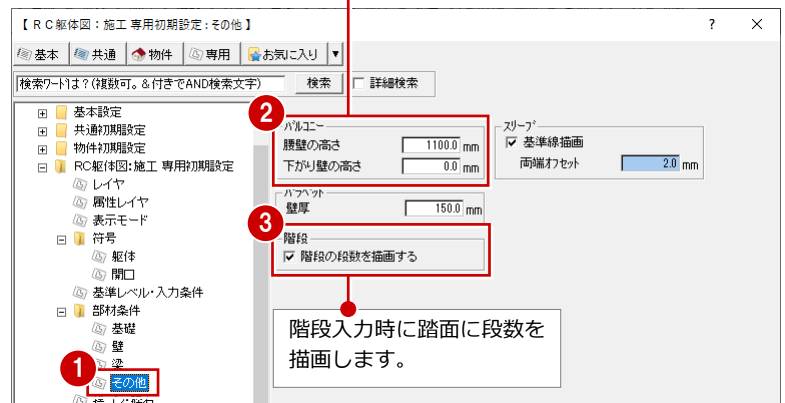 【 ＲＣ躯体図：施工 専用初期設定：その他 】
? ×
基本 共通 物件 専用 お気に入り ▼
検索ワードは？(複数可。＆付きでAND検索文字) 検索 詳細検索
基本設定
共通初期設定
物件初期設定
RC躯体図:施工 専用初期設定
レイヤ
属性レイヤ
表示モード
符号
躯体
開口
基準レベル・入力条件
部材条件
基礎
壁
梁
1
その他
2
バルコニー
腰壁の高さ 1100.0 mm
下がり壁の高さ 0.0 mm
パラペット
壁厚 150.0 mm
3
階段
階段の段数を描画する
スリーブ
基準線描画
両端オフセット 2.0 mm
階段入力時に踏面に段数を
描画します。